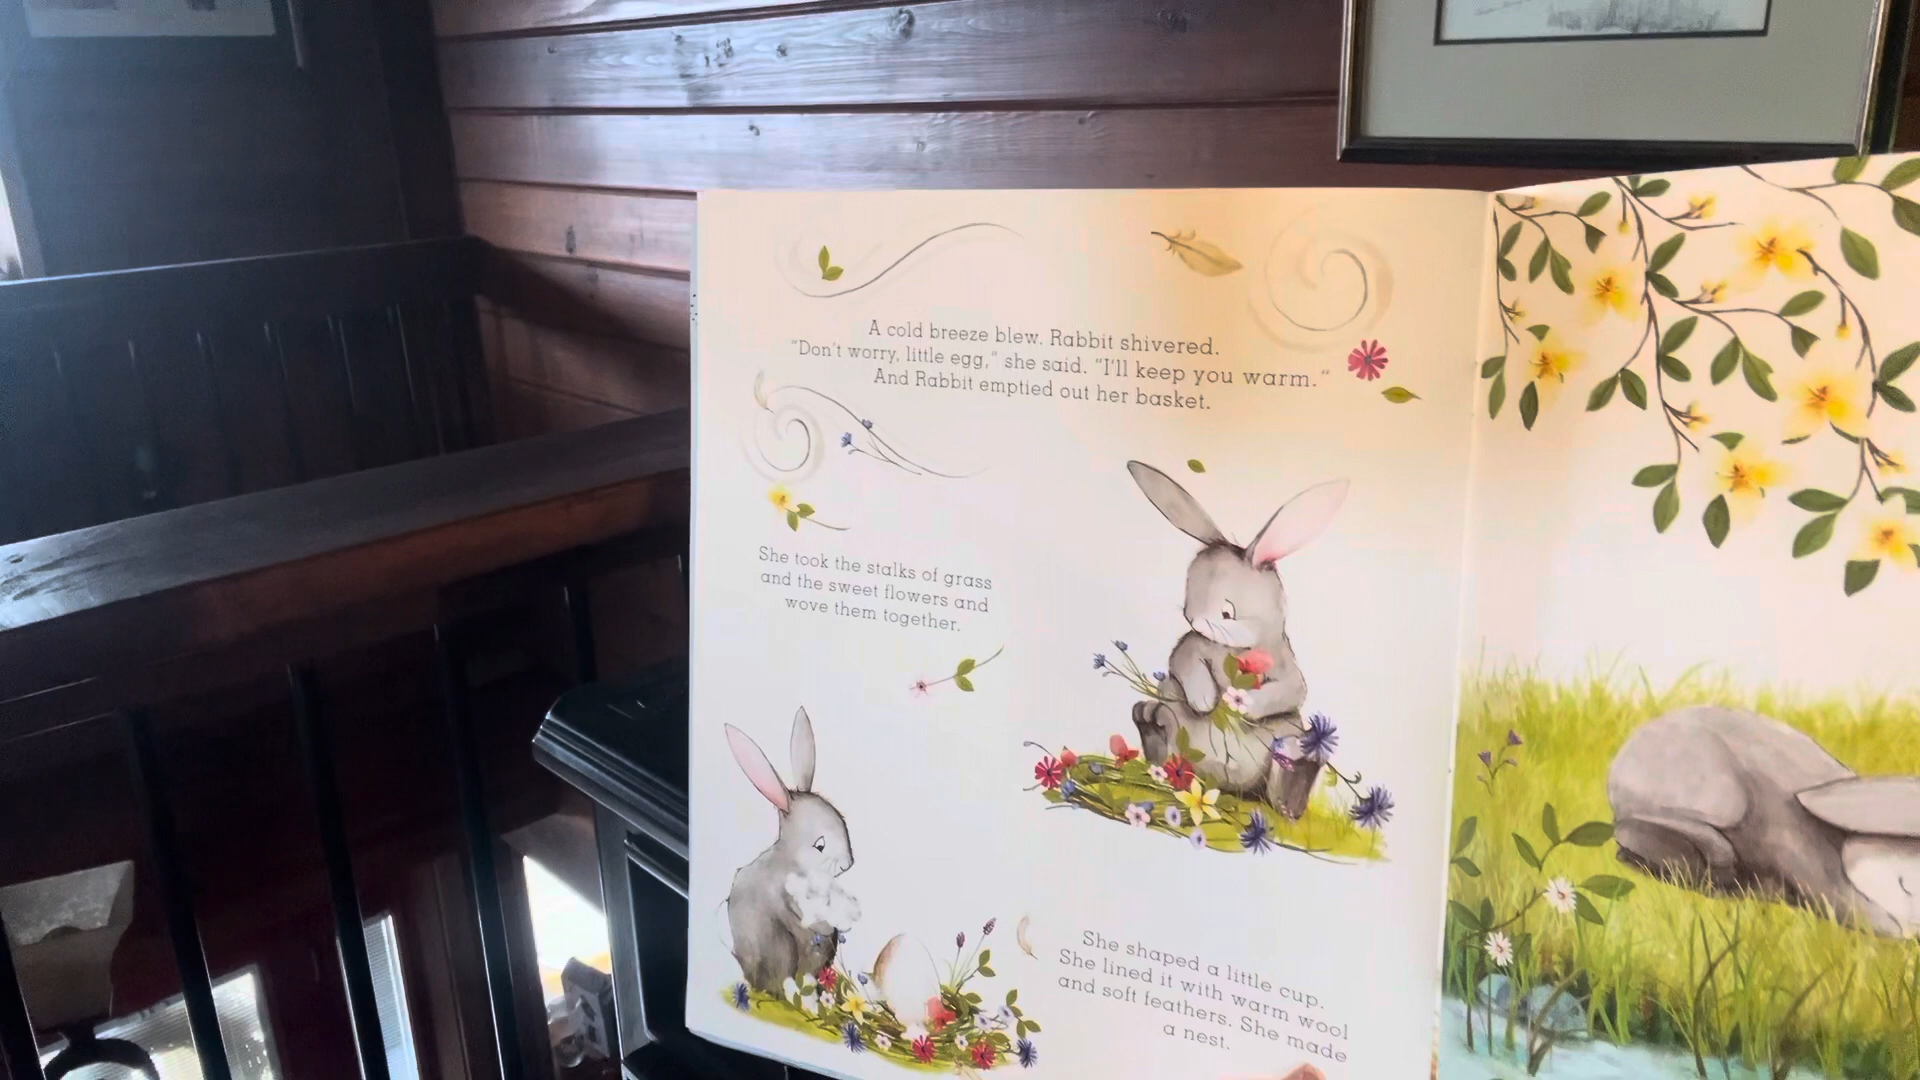 A cold breeze blew. Rabbit shivered.
"Don't worry, little egg," she said. "I'll keep you warm."
And Rabbit emptied out her basket.
She took the stalks of grass
and the sweet flowers and
wove them together.
She shaped a little cup.
She lined it with warm wool
and soft feathers. She made
a nest.